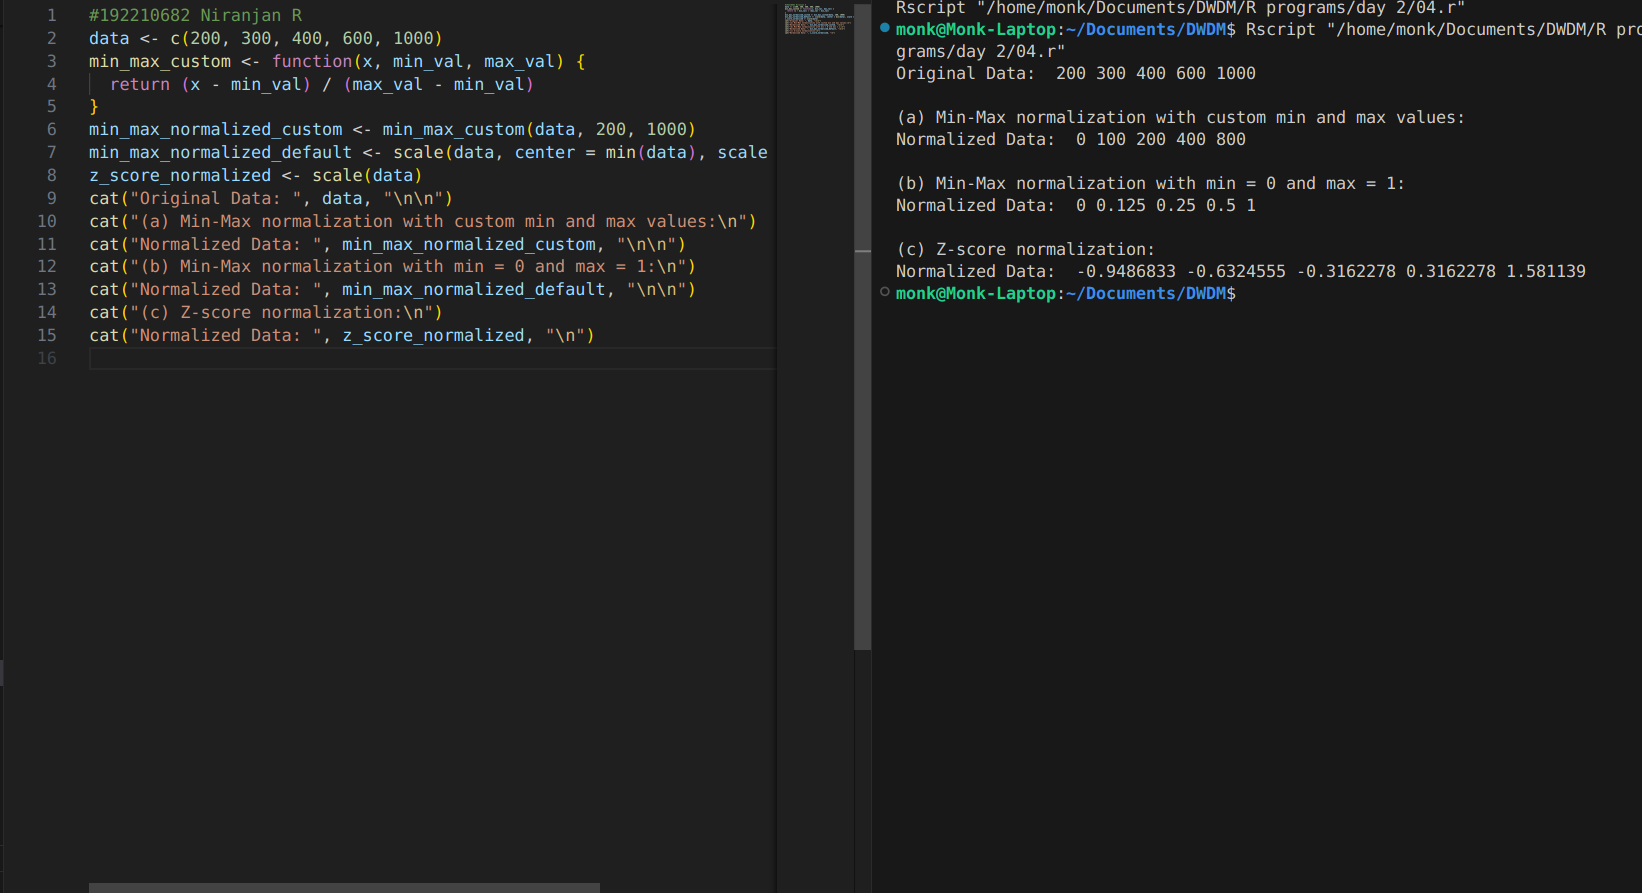 1 #192210682 Niranjan R
2 data <- c(200, 300, 400, 600, 1000)
3 min_max_custom <- function(x, min_val, max_val) {
4   return (x - min_val) / (max_val - min_val)
5 }
6 min_max_normalized_custom <- min_max_custom(data, 200, 1000)
7 min_max_normalized_default <- scale(data, center = min(data), scale
8 z_score_normalized <- scale(data)
9 cat("Original Data: ", data, "\n\n")
10 cat("(a) Min-Max normalization with custom min and max values:\n")
11 cat("Normalized Data: ", min_max_normalized_custom, "\n\n")
12 cat("(b) Min-Max normalization with min = 0 and max = 1:\n")
13 cat("Normalized Data: ", min_max_normalized_default, "\n\n")
14 cat("(c) Z-score normalization:\n")
15 cat("Normalized Data: ", z_score_normalized, "\n")
16
Rscript "/home/monk/Documents/DWDM/R programs/day 2/04.r"
monk@Monk-Laptop:~/Documents/DWDM$ Rscript "/home/monk/Documents/DWDM/R pro
grams/day 2/04.r"
Original Data:  200 300 400 600 1000
(a) Min-Max normalization with custom min and max values:
Normalized Data:  0 100 200 400 800
(b) Min-Max normalization with min = 0 and max = 1:
Normalized Data:  0 0.125 0.25 0.5 1
(c) Z-score normalization:
Normalized Data:  -0.9486833 -0.6324555 -0.3162278 0.3162278 1.581139
monk@Monk-Laptop:~/Documents/DWDM$